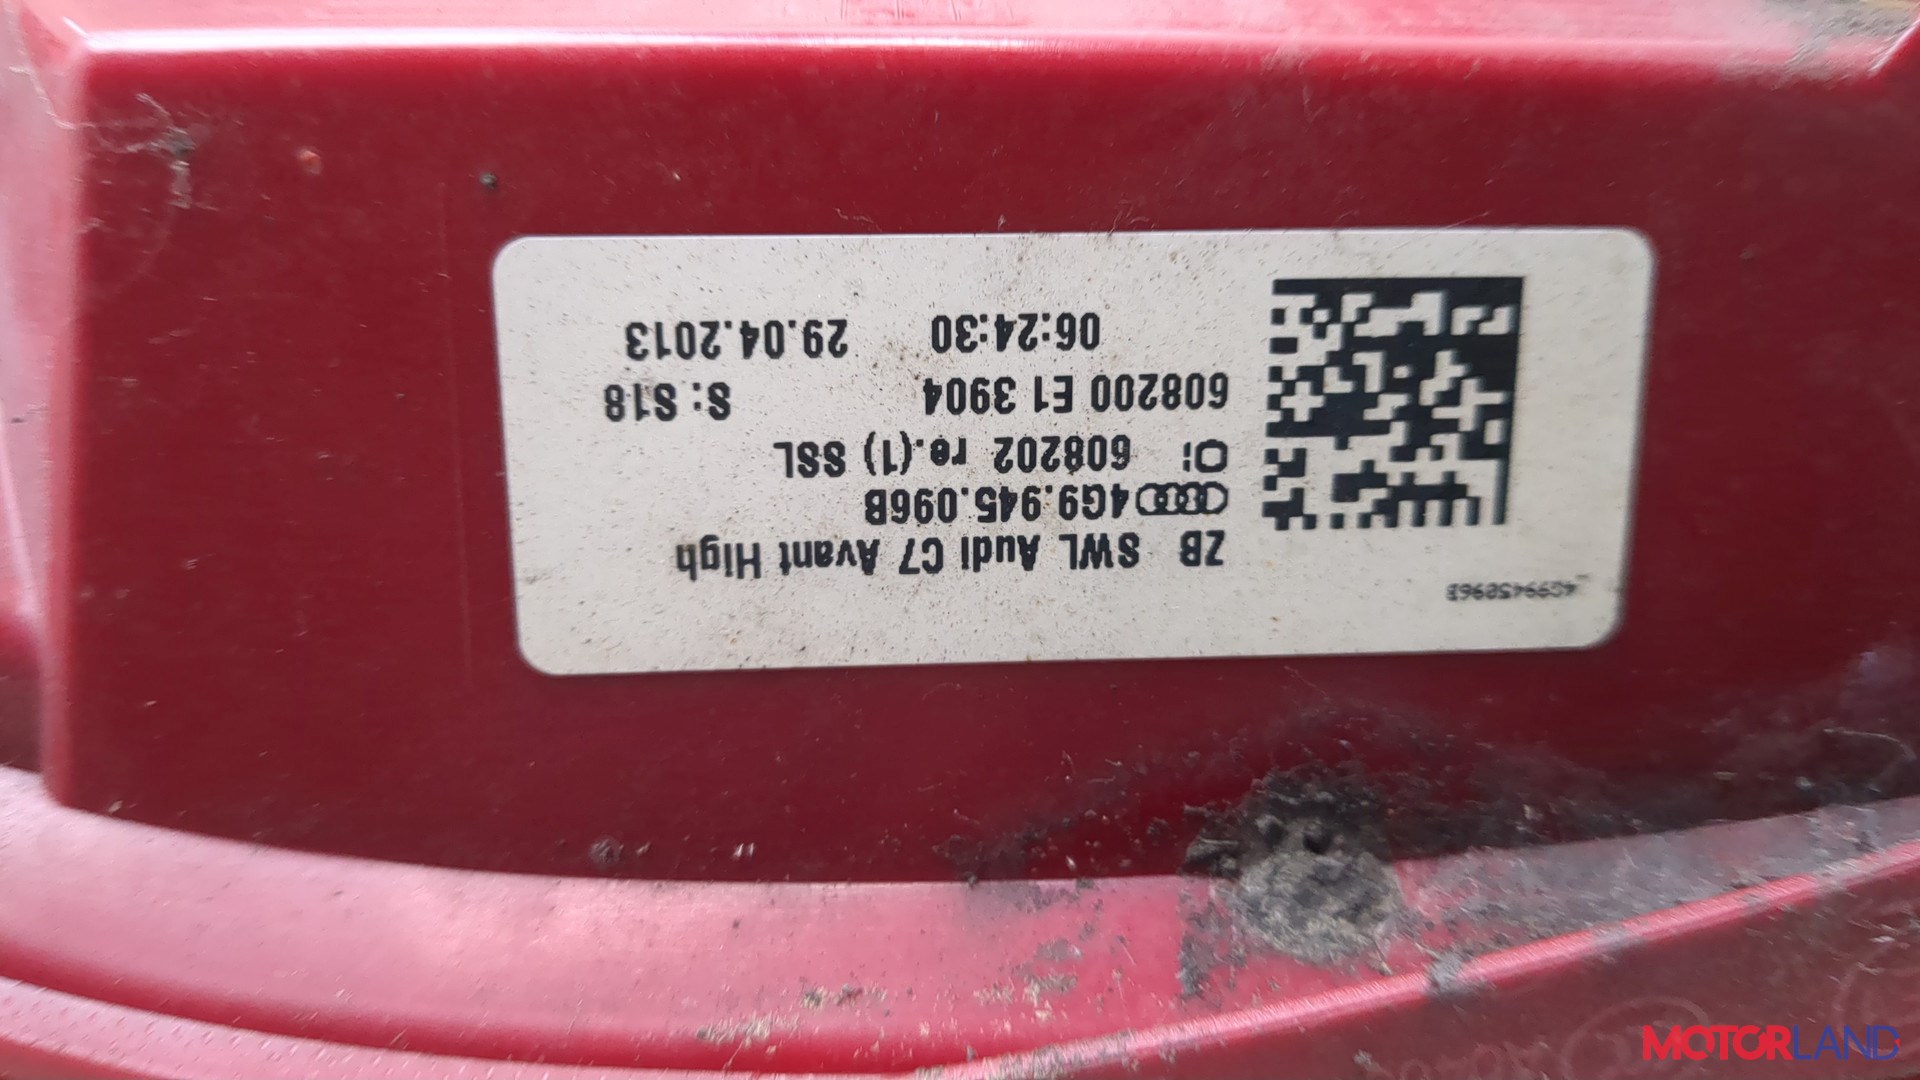 4G9945096B
ZB SWL Audi C7 Avant High
4G9.945.096B
608202 re.(1) SSL
608200 E1 3904 S: S18
06:24:30 29.04.2013
MOTORLAND